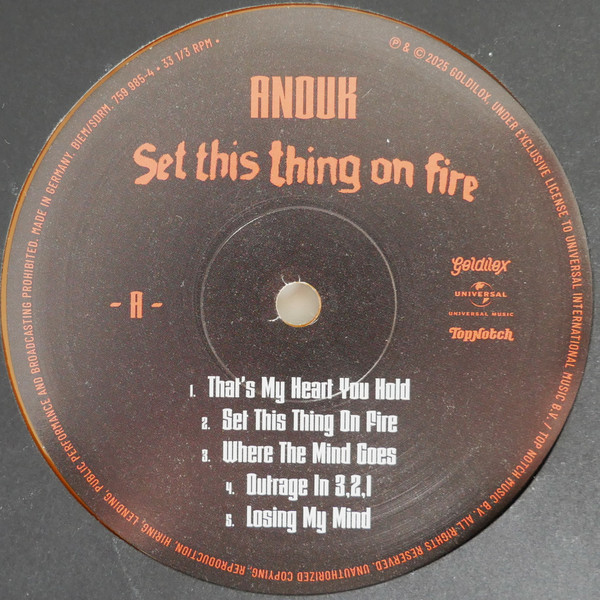 ANOUK
Set this thing on fire
- A -
Goldilox
UNIVERSAL
UNIVERSAL MUSIC
TopNotch
1. That's My Heart You Hold
2. Set This Thing On Fire
3. Where The Mind Goes
4. Outrage In 3,2,1
5. Losing My Mind
℗ & © 2025 GOLDILOX, UNDER EXCLUSIVE LICENSE TO UNIVERSAL INTERNATIONAL MUSIC B.V. / TOP NOTCH MUSIC B.V. ALL RIGHTS RESERVED. UNAUTHORIZED COPYING, REPRODUCTION, HIRING, LENDING, PUBLIC PERFORMANCE AND BROADCASTING PROHIBITED. MADE IN GERMANY. BIEM/SDRM. 759 985-4 • 33 1/3 RPM •